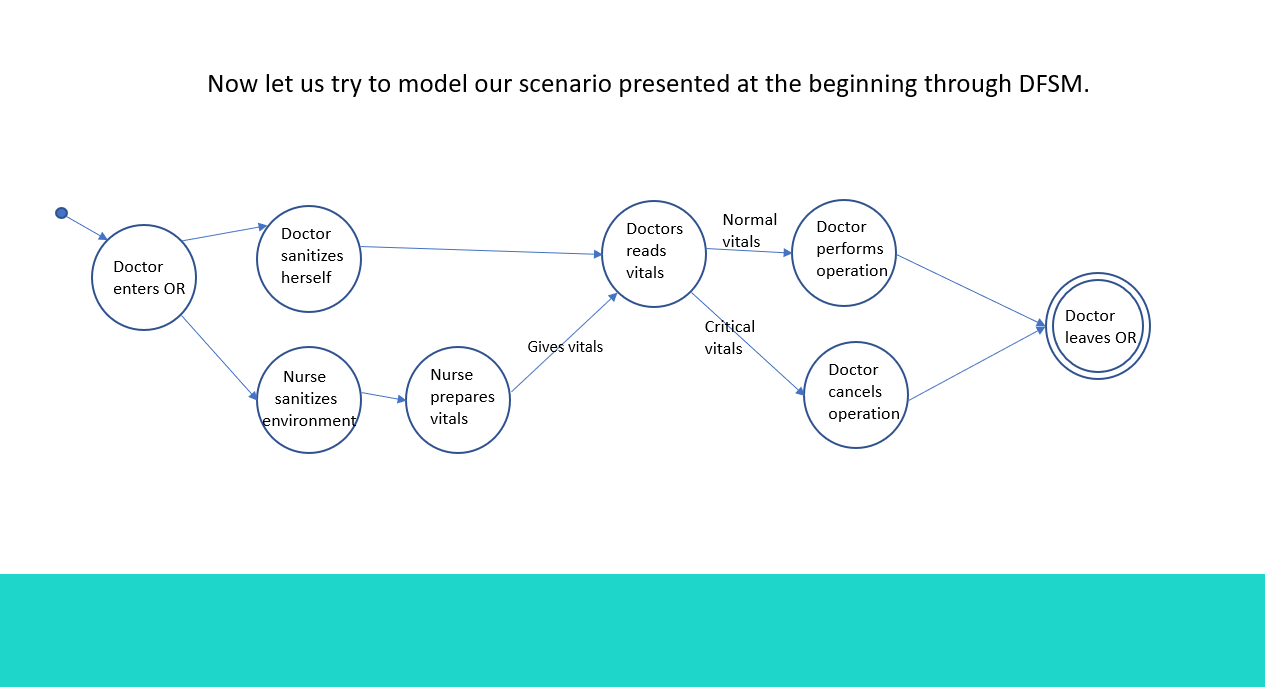 Now let us try to model our scenario presented at the beginning through DFSM.
Doctor
enters OR
Doctor
sanitizes
herself
Nurse
sanitizes
environment
Nurse
prepares
vitals
Gives vitals
Doctors
reads
vitals
Normal
vitals
Critical
vitals
Doctor
performs
operation
Doctor
cancels
operation
Doctor
leaves OR